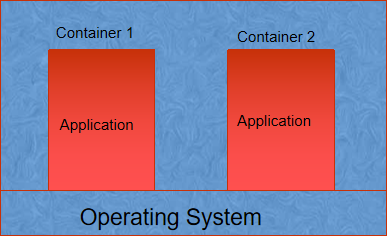 Container 1
Container 2
Application
Application
Operating System